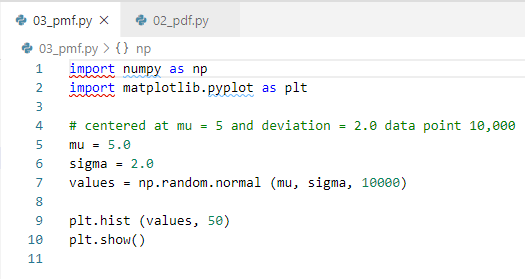 03_pmf.py × 02_pdf.py
03_pmf.py > {} np
1 import numpy as np
2 import matplotlib.pyplot as plt
3
4 # centered at mu = 5 and deviation = 2.0 data point 10,000
5 mu = 5.0
6 sigma = 2.0
7 values = np.random.normal (mu, sigma, 10000)
8
9 plt.hist (values, 50)
10 plt.show()
11